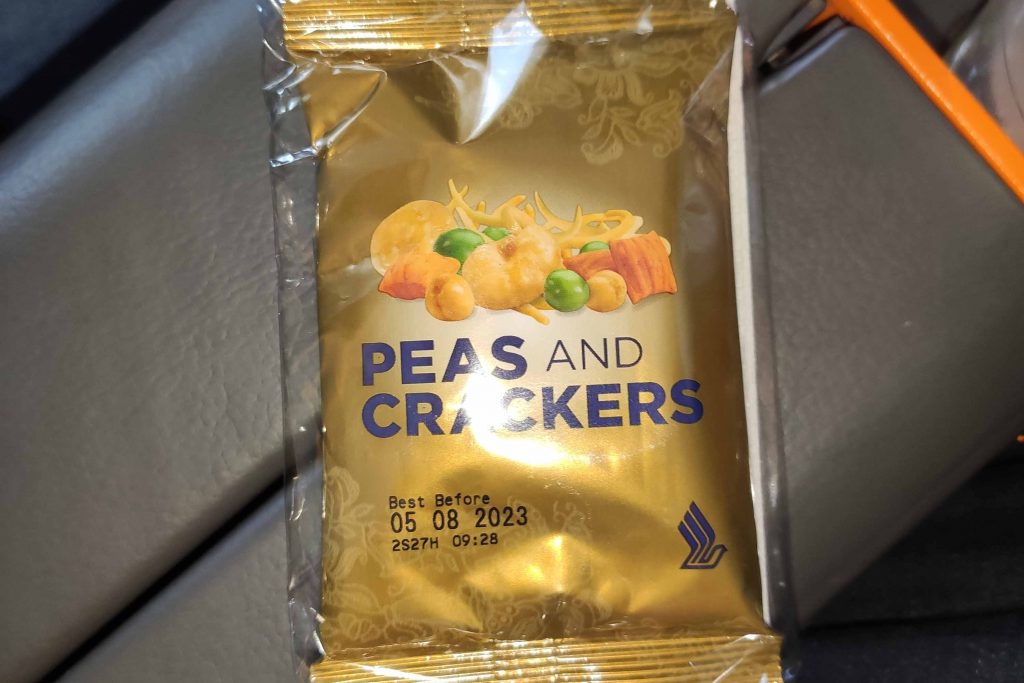 PEAS AND
CRACKERS
Best Before
05 08 2023
2S27H 09:28